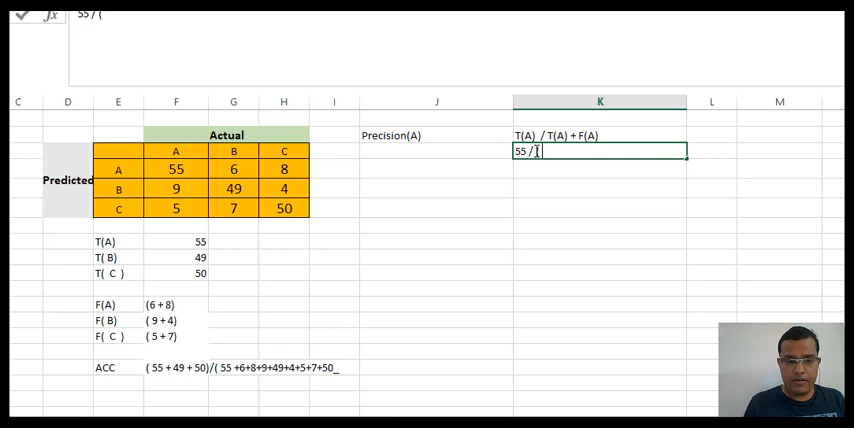 fx 55 / (
C D E F G H I J K L M
Actual Precision(A) T(A) / T(A) + F(A)
A B C 55 /
Predicted A 55 6 8
B 9 49 4
C 5 7 50
T(A) 55
T( B) 49
T( C ) 50
F(A) (6 + 8)
F( B) ( 9 + 4)
F( C ) ( 5 + 7)
ACC ( 55 + 49 + 50)/( 55 +6+8+9+49+4+5+7+50_